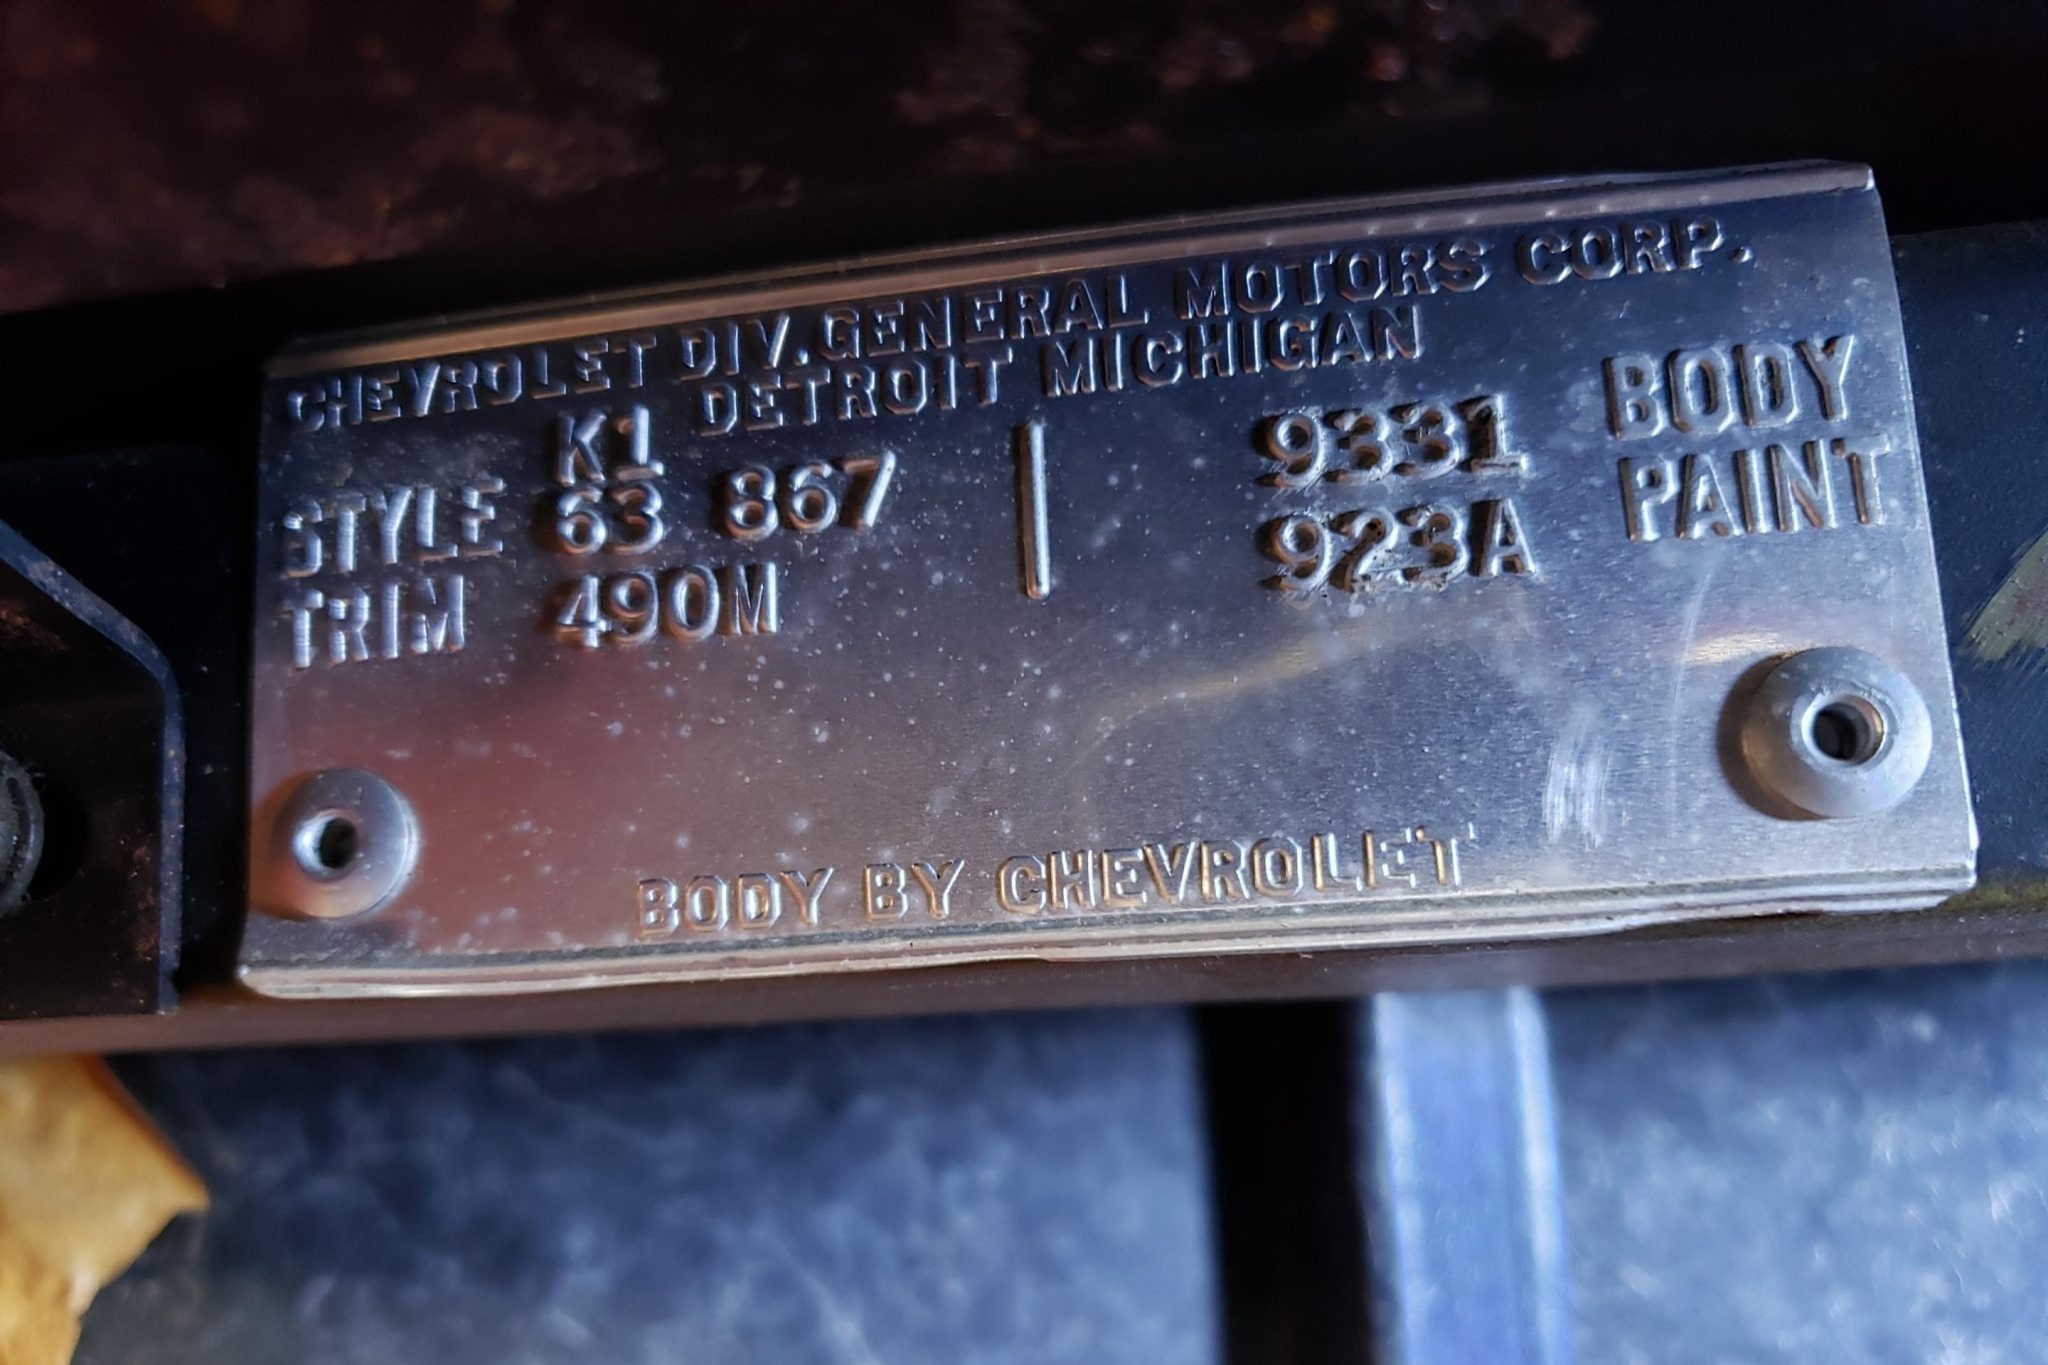 CHEVROLET DIV. GENERAL MOTORS CORP.
DETROIT MICHIGAN
K1
STYLE 63 867 | 9331 BODY
TRIM 490M 923A PAINT
BODY BY CHEVROLET